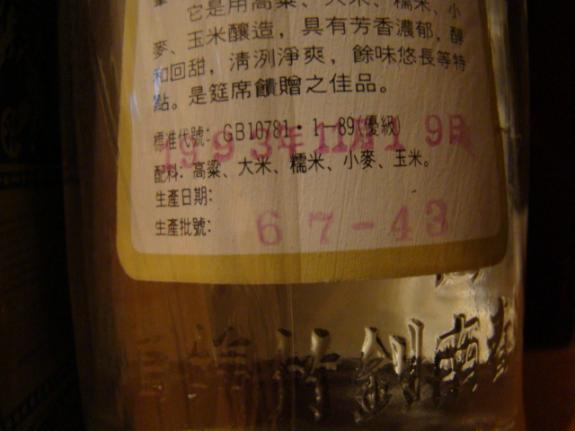 它是用高粱、大米、糯米、小
麥、玉米釀造，具有芳香濃郁，醇
和回甜，清洌淨爽，餘味悠長等特
點。是筵席饋贈之佳品。
標准代號：GB10781·1-89(優級)
1993年11月19日
配料：高粱、大米、糯米、小麥、玉米。
生產日期：
生產批號：67-43